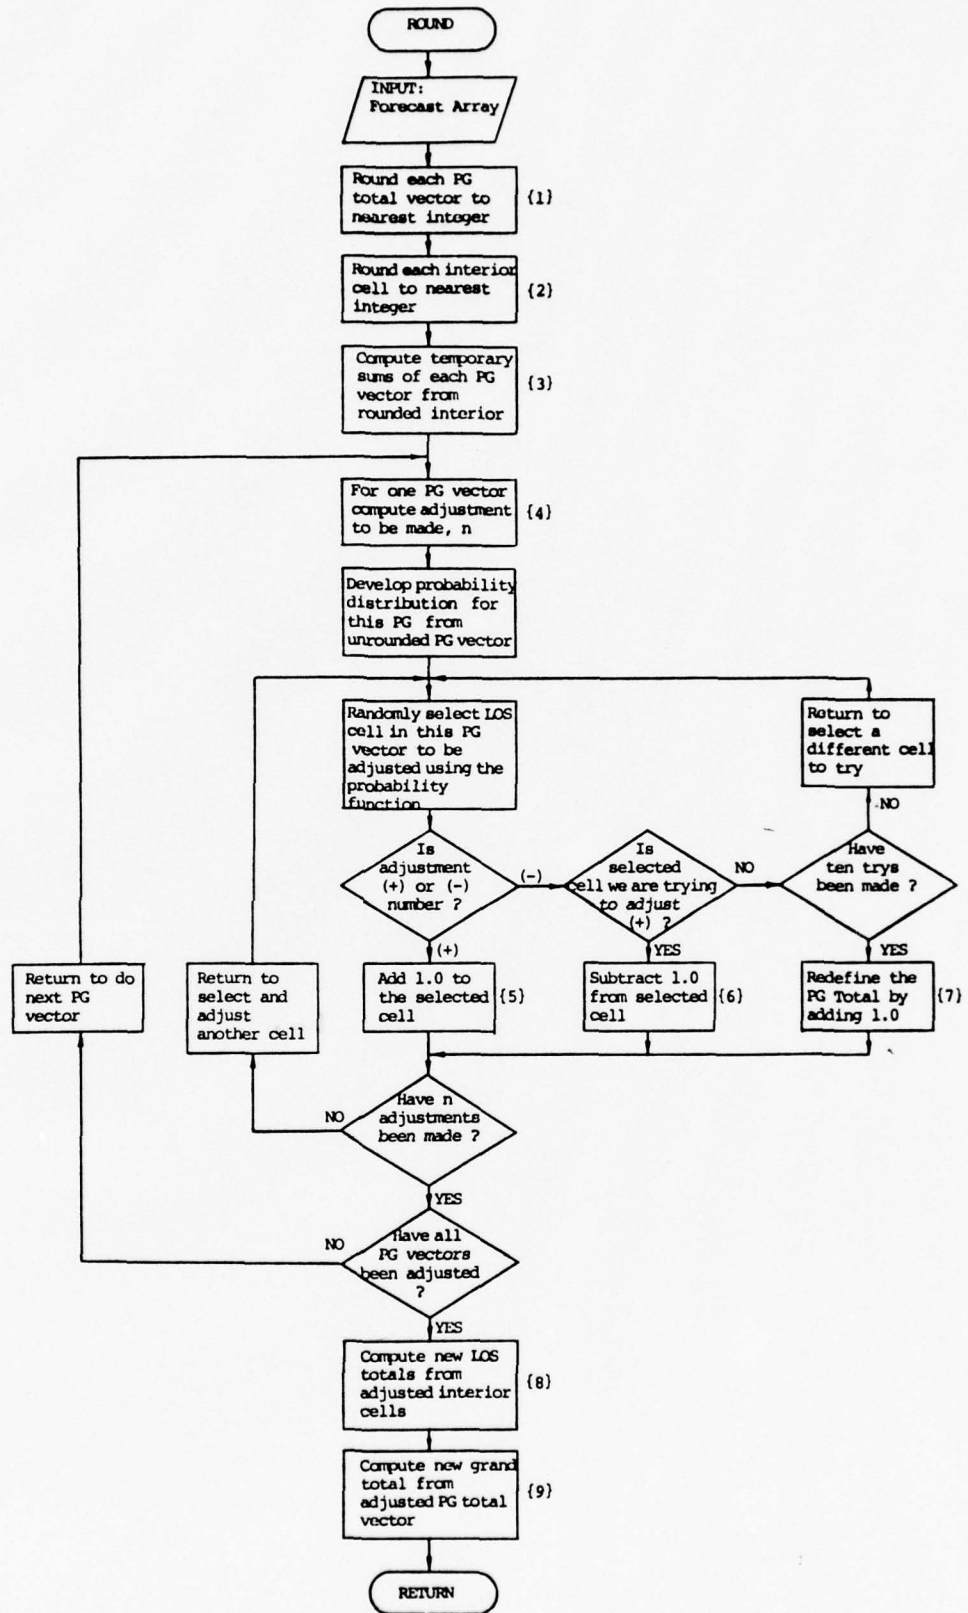 ROUND
INPUT:
Forecast Array
Round each PG
total vector to
nearest integer
{1}
Round each interior
cell to nearest
integer
{2}
Compute temporary
sums of each PG
vector from
rounded interior
{3}
For one PG vector
compute adjustment
to be made, n
{4}
Develop probability
distribution for
this PG from
unrounded PG vector
Randomly select LOS
cell in this PG
vector to be
adjusted using the
probability
function
Return to
select a
different cell
to try
NO
Is
adjustment
(+) or (-)
number ?
(-)
Is
selected
cell we are trying
to adjust
(+) ?
NO
Have
ten trys
been made ?
(+)
YES
YES
Return to do
next PG
vector
Return to
select and
adjust
another cell
Add 1.0 to
the selected
cell
{5}
Subtract 1.0
from selected
cell
{6}
Redefine the
PG Total by
adding 1.0
{7}
NO
Have n
adjustments
been made ?
YES
NO
Have all
PG vectors
been adjusted
?
YES
Compute new LOS
totals from
adjusted interior
cells
{8}
Compute new grand
total from
adjusted PG total
vector
{9}
RETURN